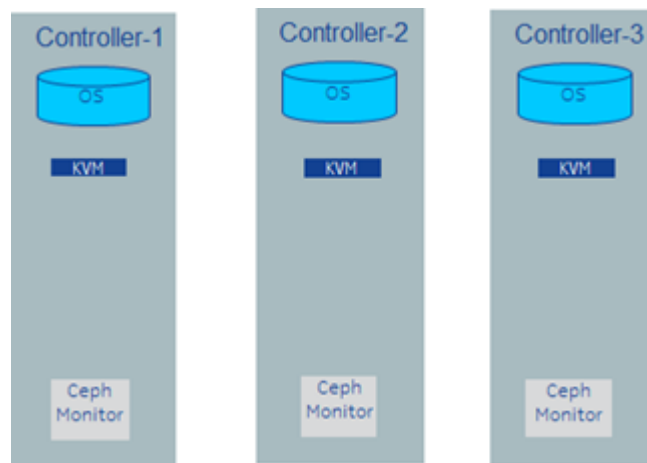 Controller-1
OS
KVM
Ceph
Monitor
Controller-2
OS
KVM
Ceph
Monitor
Controller-3
OS
KVM
Ceph
Monitor